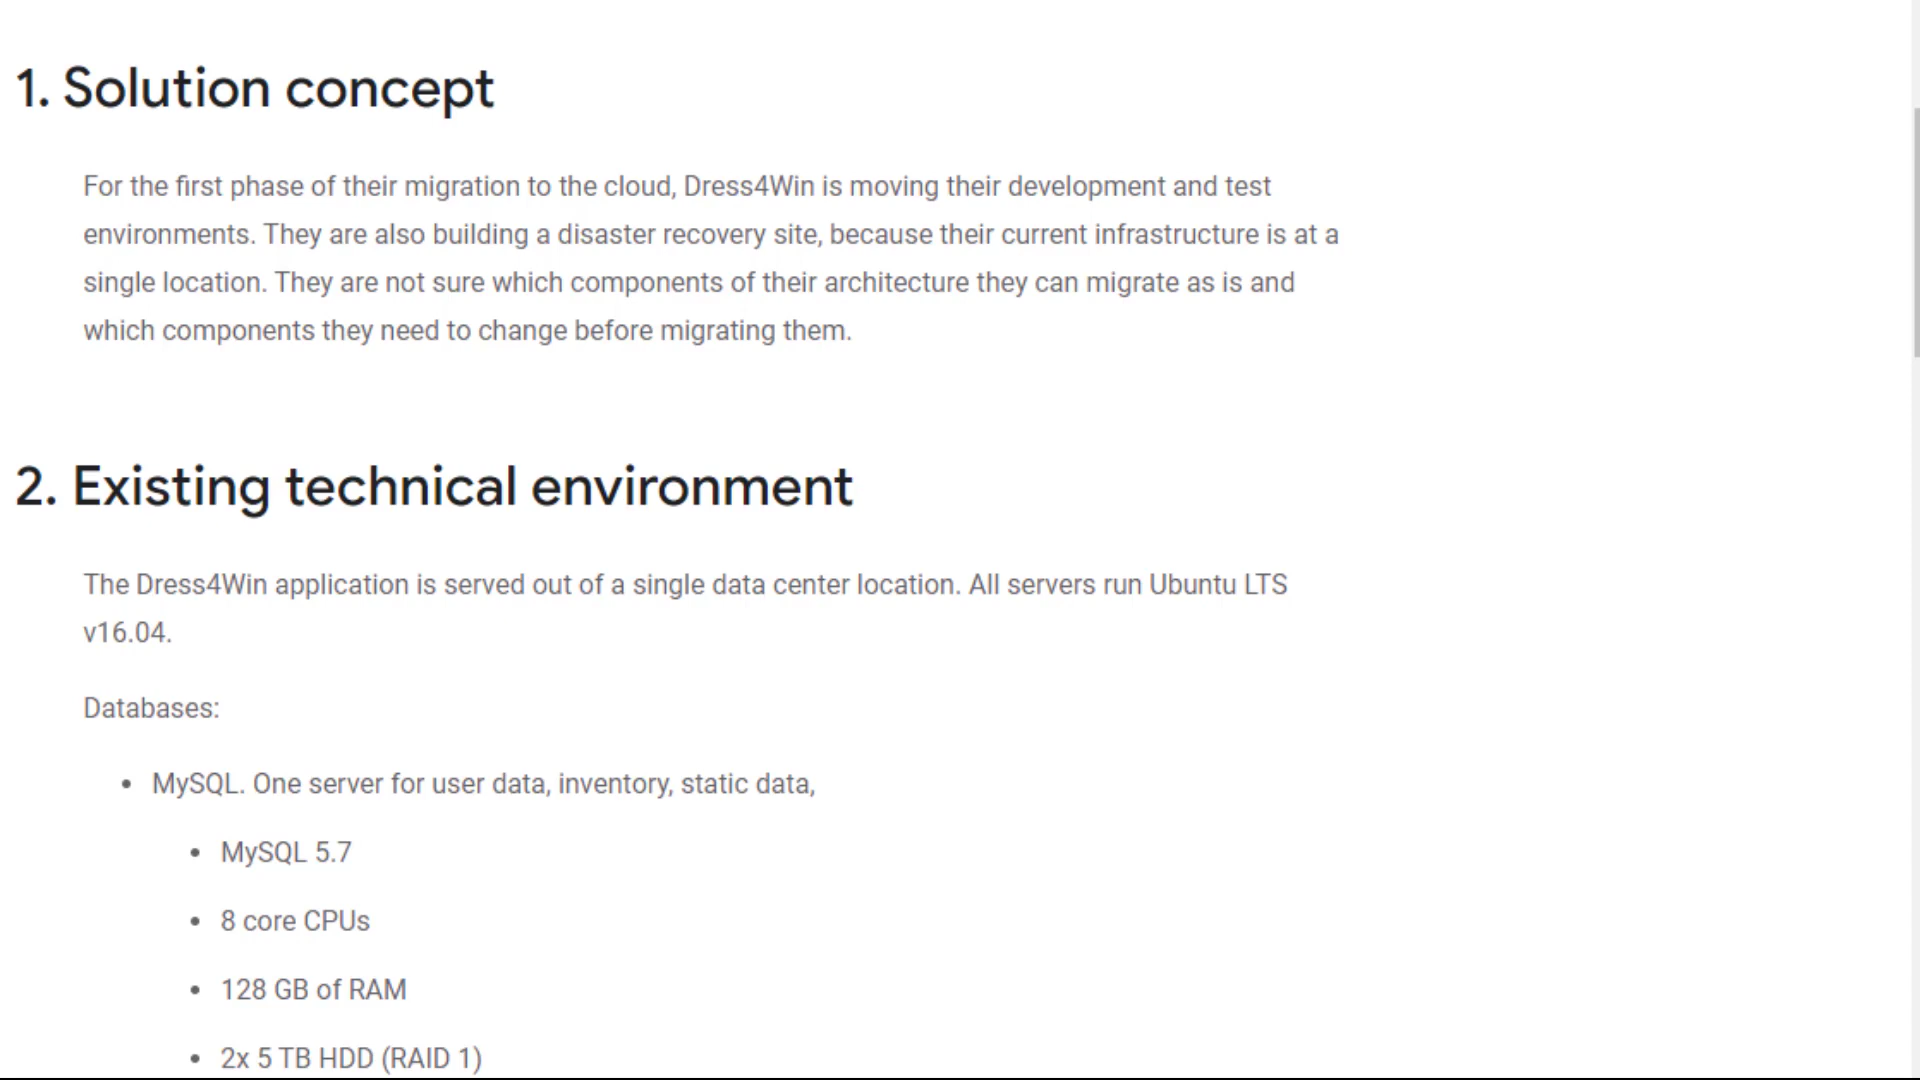 1. Solution concept
For the first phase of their migration to the cloud, Dress4Win is moving their development and test
environments. They are also building a disaster recovery site, because their current infrastructure is at a
single location. They are not sure which components of their architecture they can migrate as is and
which components they need to change before migrating them.
2. Existing technical environment
The Dress4Win application is served out of a single data center location. All servers run Ubuntu LTS
v16.04.
Databases:
• MySQL. One server for user data, inventory, static data,
• MySQL 5.7
• 8 core CPUs
• 128 GB of RAM
• 2x 5 TB HDD (RAID 1)